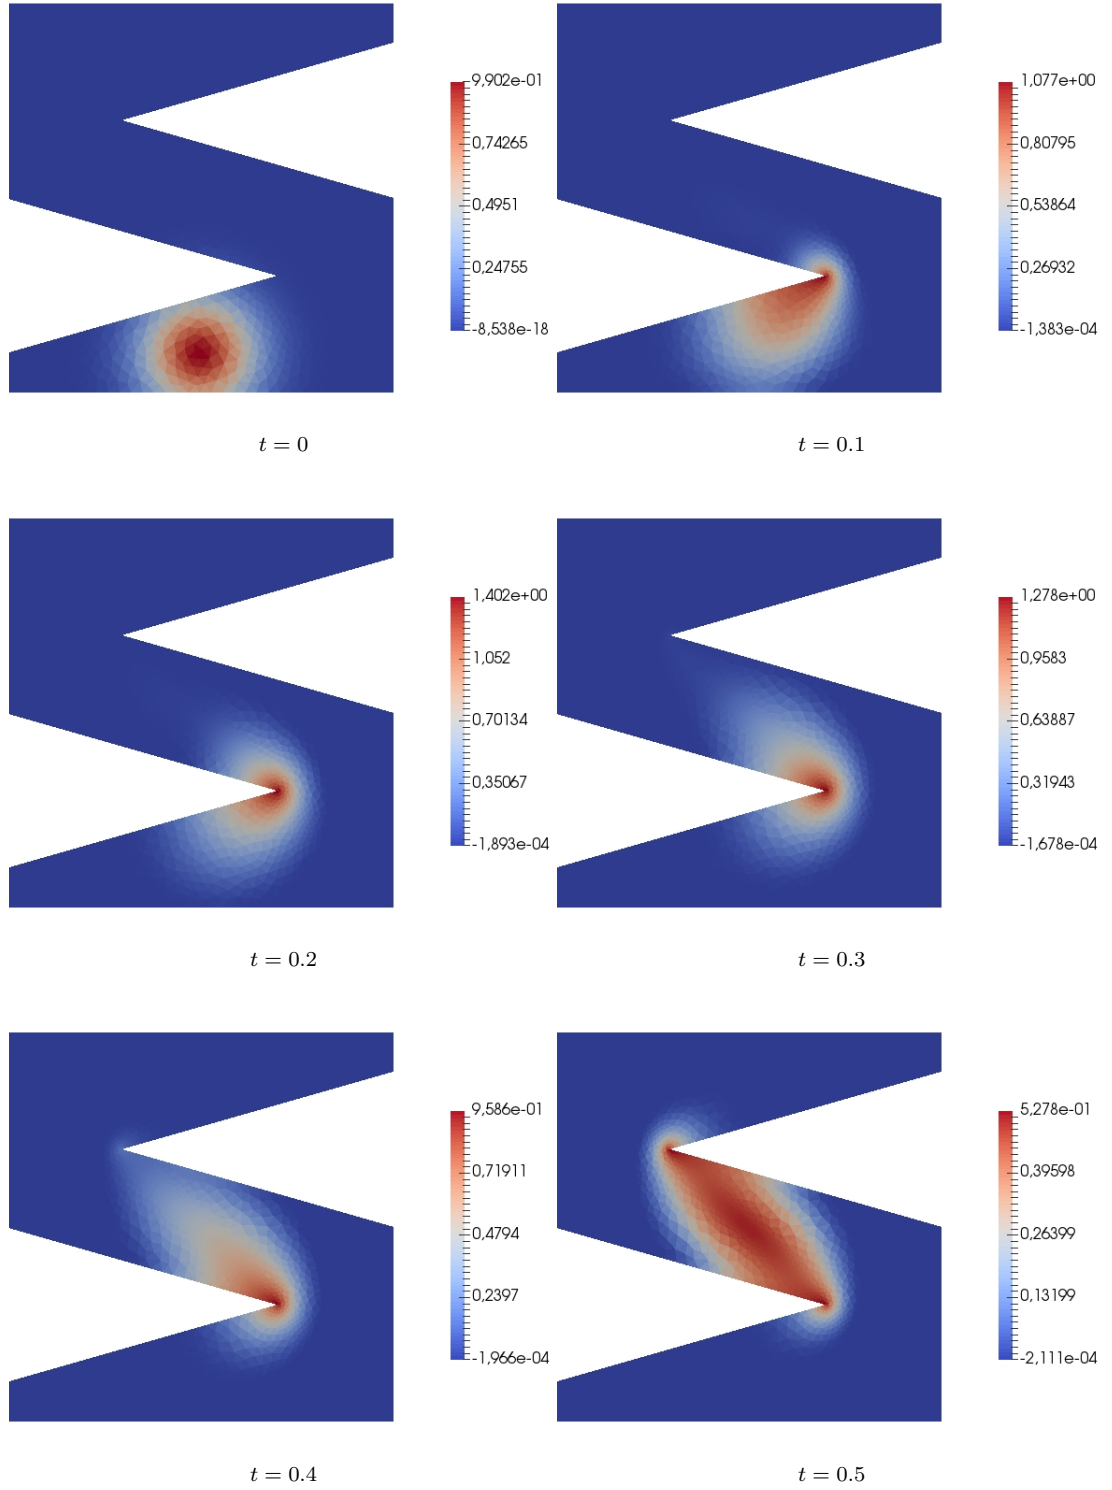 9,902e-01
0,74265
0,4951
0,24755
-8,538e-18
t = 0
1,077e+00
0,80795
0,53864
0,26932
-1,383e-04
t = 0.1
1,402e+00
1,052
0,70134
0,35067
-1,893e-04
t = 0.2
1,278e+00
0,9583
0,63887
0,31943
-1,678e-04
t = 0.3
9,586e-01
0,71911
0,4794
0,2397
-1,966e-04
t = 0.4
5,278e-01
0,39598
0,26399
0,13199
-2,111e-04
t = 0.5